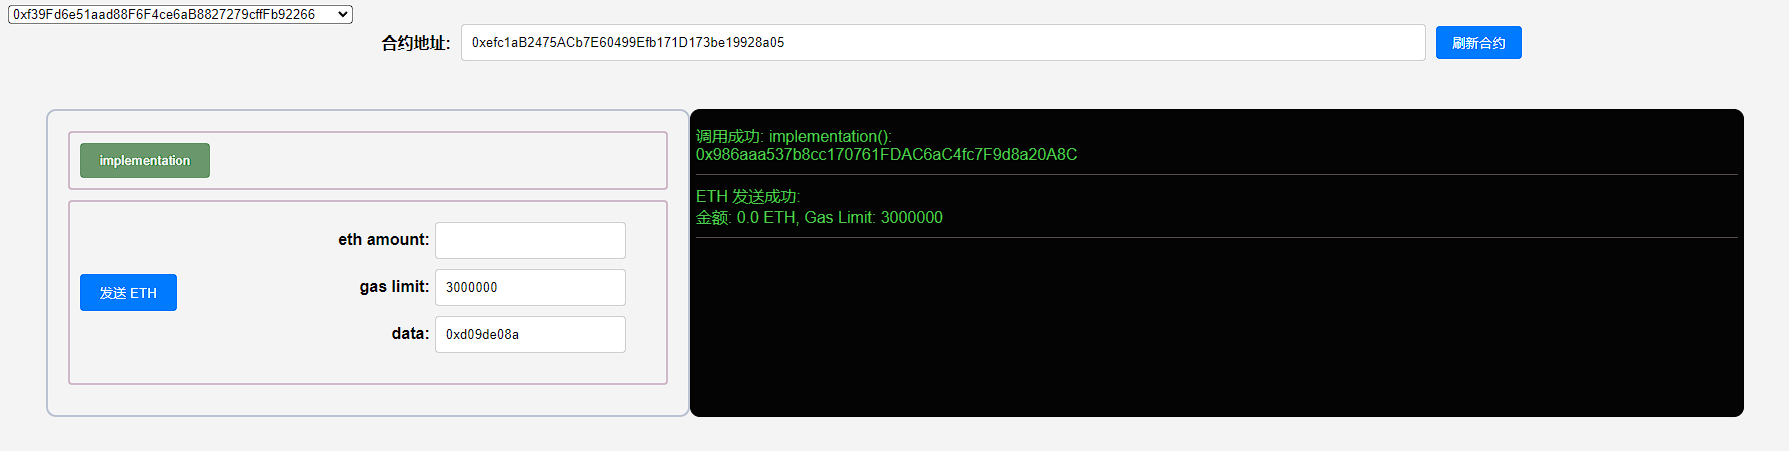 0xf39Fd6e51aad88F6F4ce6aB8827279cffFb92266
合约地址: 0xefc1aB2475ACb7E60499Efb171D173be19928a05 刷新合约
implementation
eth amount:
gas limit: 3000000
发送 ETH
data: 0xd09de08a
调用成功: implementation():
0x986aaa537b8cc170761FDAC6aC4fc7F9d8a20A8C
ETH 发送成功:
金额: 0.0 ETH, Gas Limit: 3000000